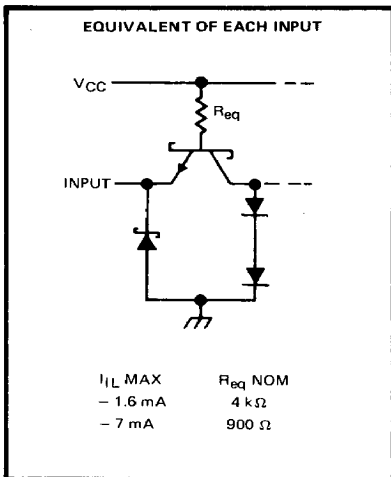 EQUIVALENT OF EACH INPUT
VCC
Req
INPUT
IIL MAX Req NOM
– 1.6 mA 4 kΩ
– 7 mA 900 Ω